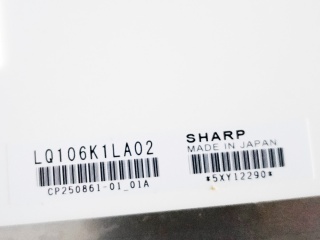 LQ106K1LA02
CP250861-01_01A
SHARP
MADE IN JAPAN
*5XY12290*